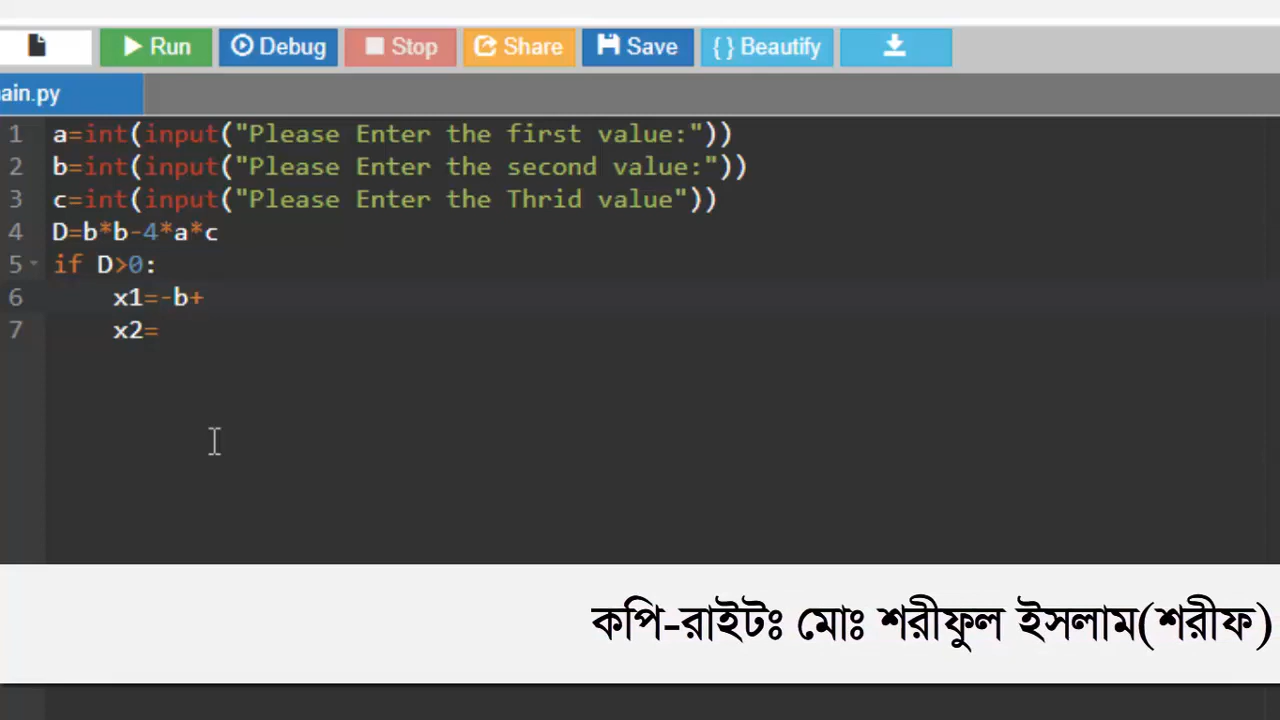 Run Debug Stop Share Save { } Beautify
ain.py
1 a=int(input("Please Enter the first value:"))
2 b=int(input("Please Enter the second value:"))
3 c=int(input("Please Enter the Thrid value"))
4 D=b*b-4*a*c
5 if D>0:
6 x1=-b+
7 x2=
কপি-রাইটঃ মোঃ শরীফুল ইসলাম(শরীফ)